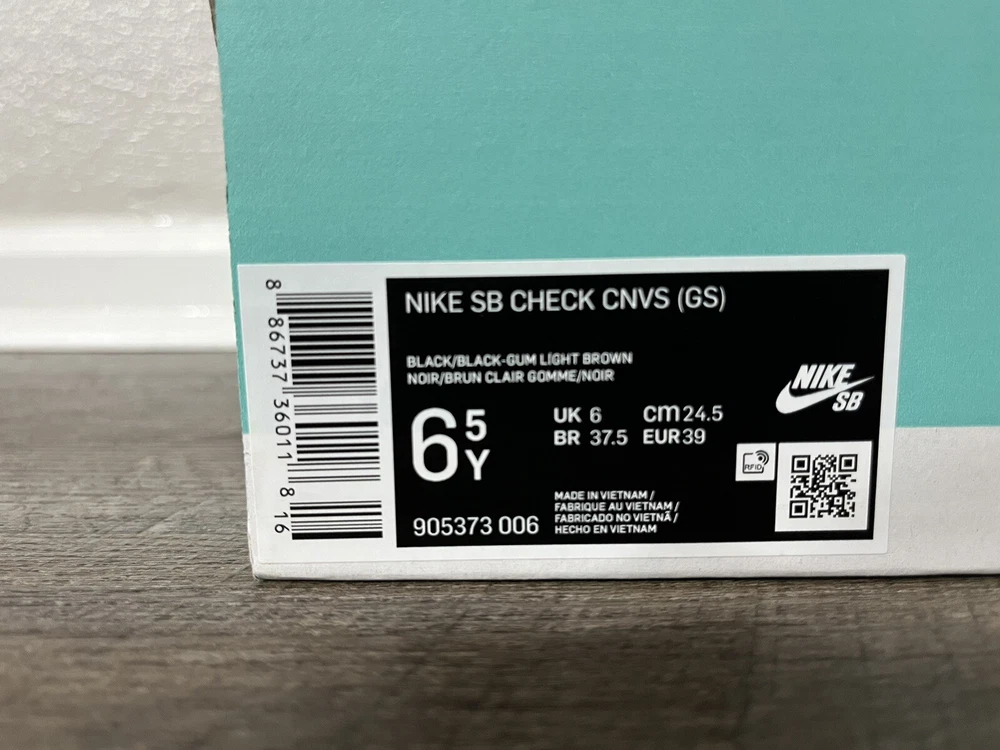 8 86737 36011 8 16
NIKE SB CHECK CNVS (GS)
BLACK/BLACK-GUM LIGHT BROWN
NOIR/BRUN CLAIR GOMME/NOIR
6 5 Y
UK 6 cm 24.5
BR 37.5 EUR 39
NIKE
SB
RFID
905373 006
MADE IN VIETNAM /
FABRIQUE AU VIETNAM /
FABRICADO NO VIETNÃ /
HECHO EN VIETNAM